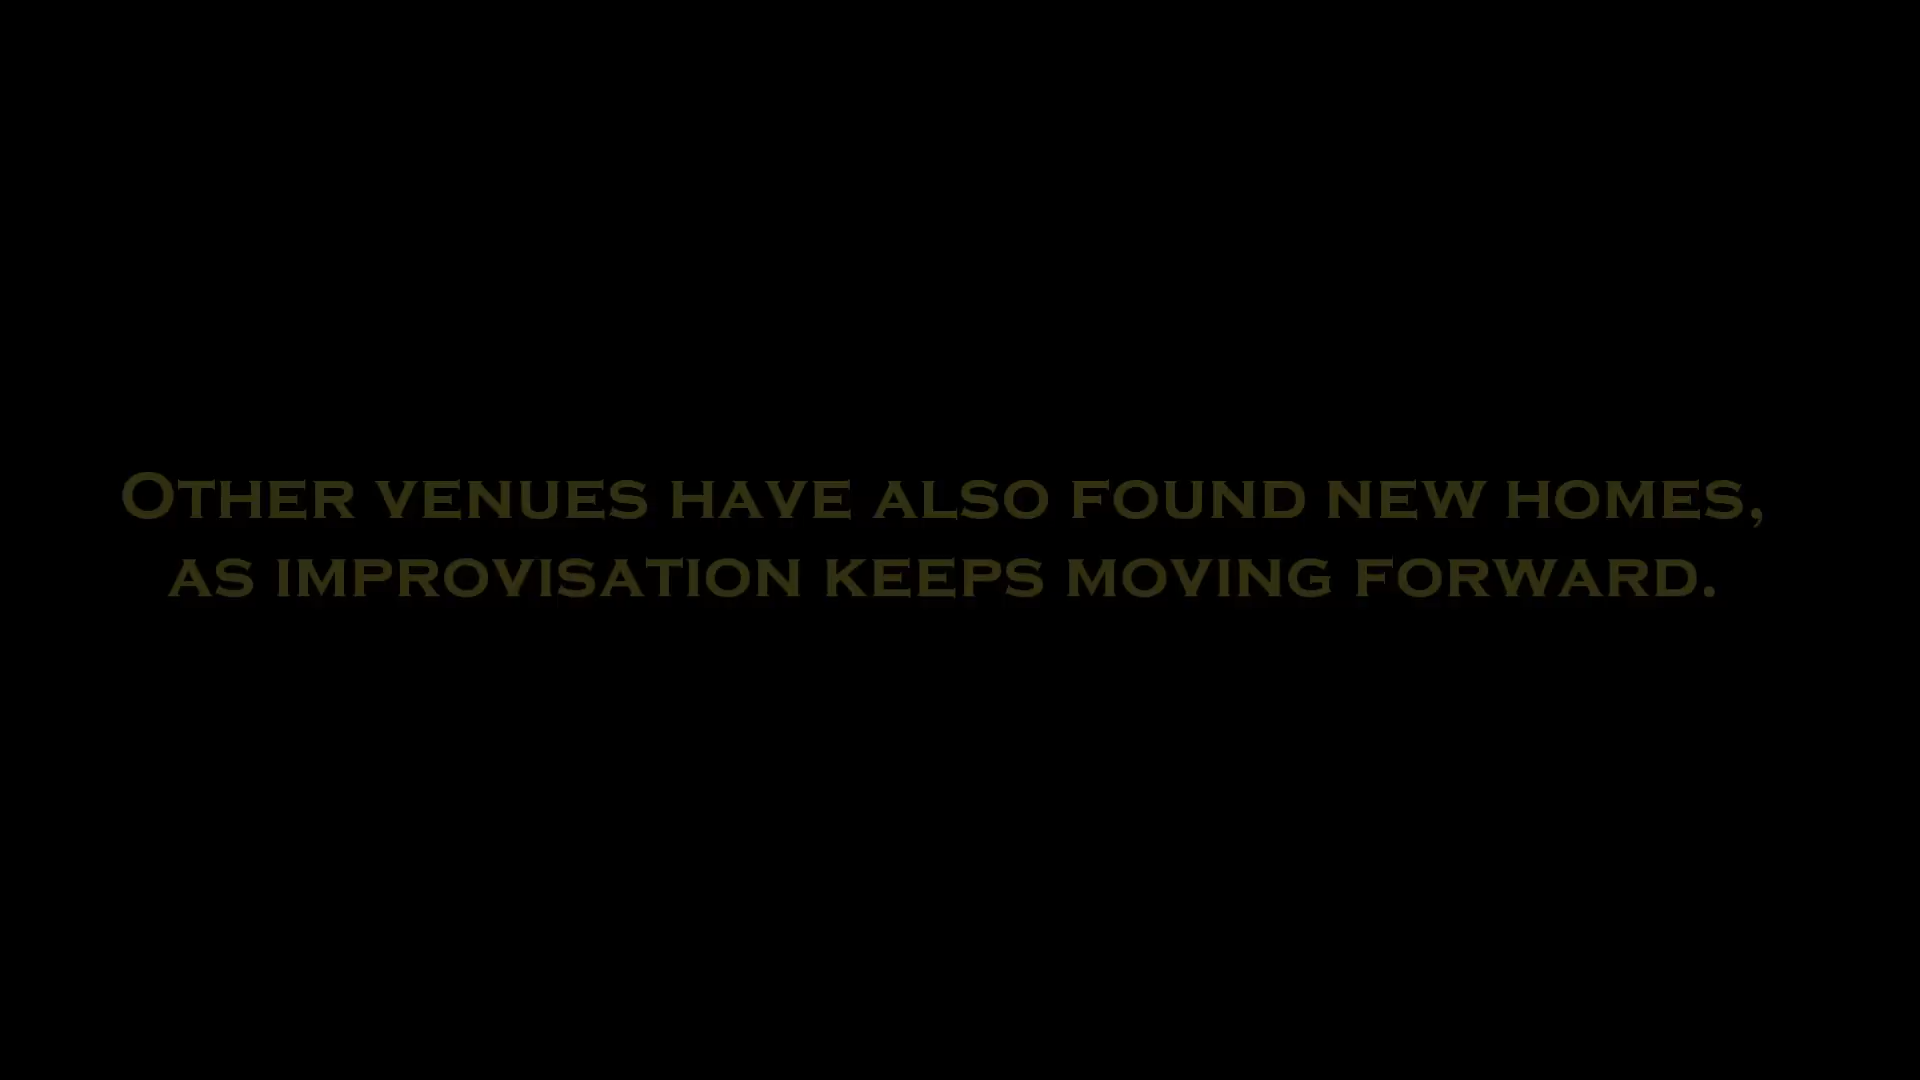 Other venues have also found new homes,
as improvisation keeps moving forward.